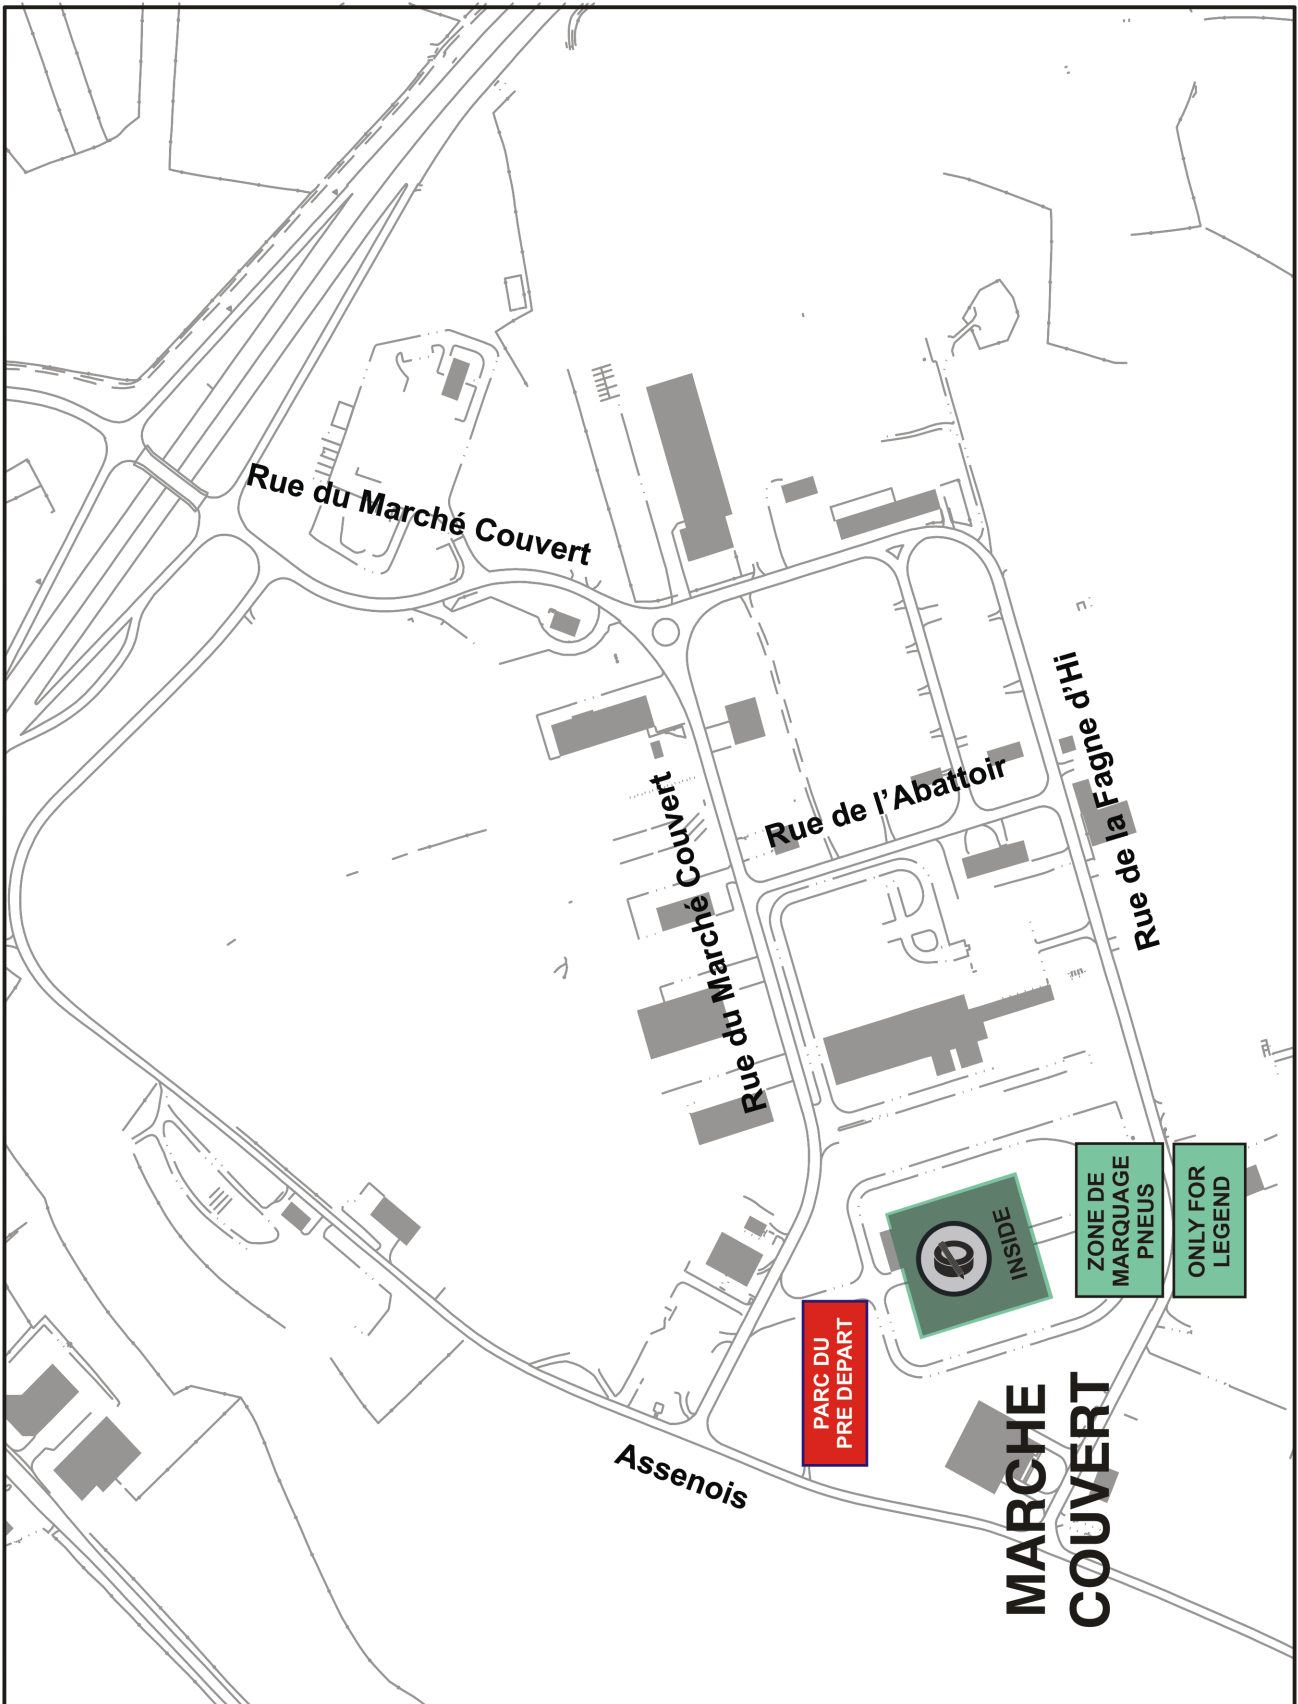 Rue du Marché Couvert
Rue du Marché Couvert
Rue de l'Abattoir
Rue de la Fagne d'Hi
Assenois
PARC DU
PRE DEPART
INSIDE
ZONE DE
MARQUAGE
PNEUS
ONLY FOR
LEGEND
MARCHE
COUVERT